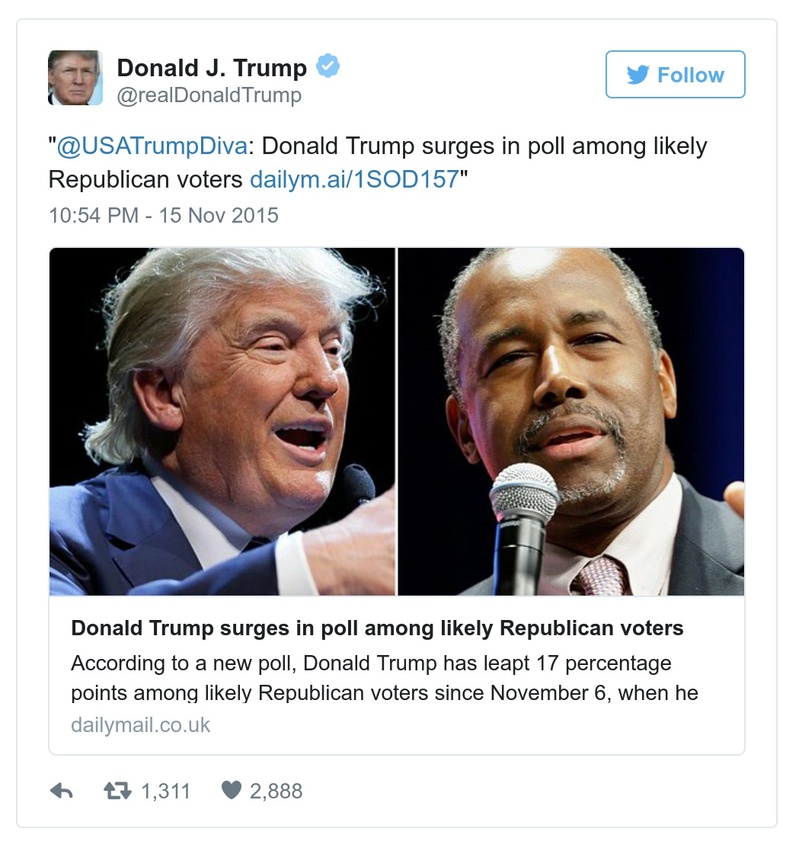 Donald J. Trump
@realDonaldTrump
Follow
"@USATrumpDiva: Donald Trump surges in poll among likely
Republican voters dailym.ai/1SOD157"
10:54 PM - 15 Nov 2015
Donald Trump surges in poll among likely Republican voters
According to a new poll, Donald Trump has leapt 17 percentage
points among likely Republican voters since November 6, when he
dailymail.co.uk
1,311
2,888